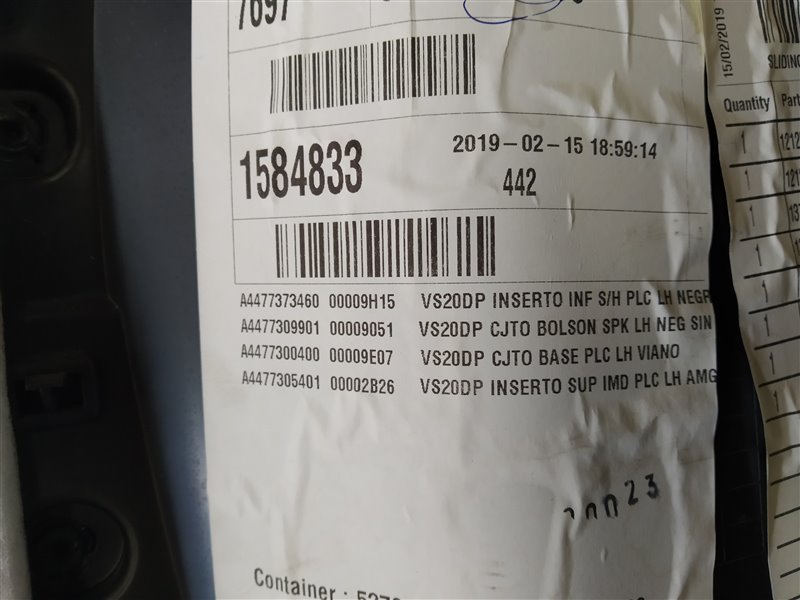 7697
2019-02-15 18:59:14
1584833
442
A4477373460 00009H15 VS20DP INSERTO INF S/H PLC LH NEGR
A4477309901 00009051 VS20DP CJTO BOLSON SPK LH NEG SIN
A4477300400 00009E07 VS20DP CJTO BASE PLC LH VIANO
A4477305401 00002B26 VS20DP INSERTO SUP IMD PLC LH AMG
Container :
15/02/2019
SLIDING
Quantity Part
1 1212
1 121
1
1
1
1
1
1